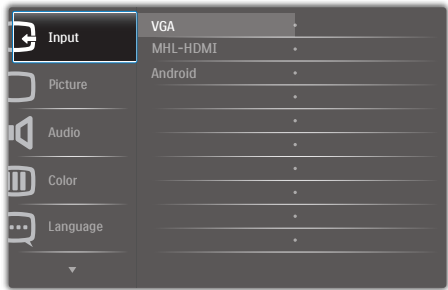 Input
Picture
Audio
Color
Language
VGA
MHL-HDMI
Android